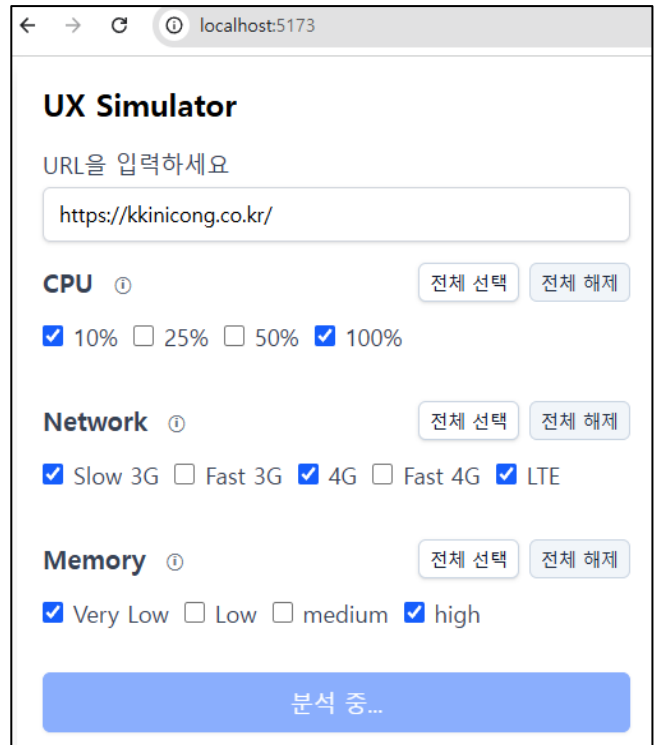 localhost:5173
UX Simulator
URL을 입력하세요
https://kkinicong.co.kr/
CPU ⓘ 전체 선택 전체 해제
10% 25% 50% 100%
Network ⓘ 전체 선택 전체 해제
Slow 3G Fast 3G 4G Fast 4G LTE
Memory ⓘ 전체 선택 전체 해제
Very Low Low medium high
분석 중...